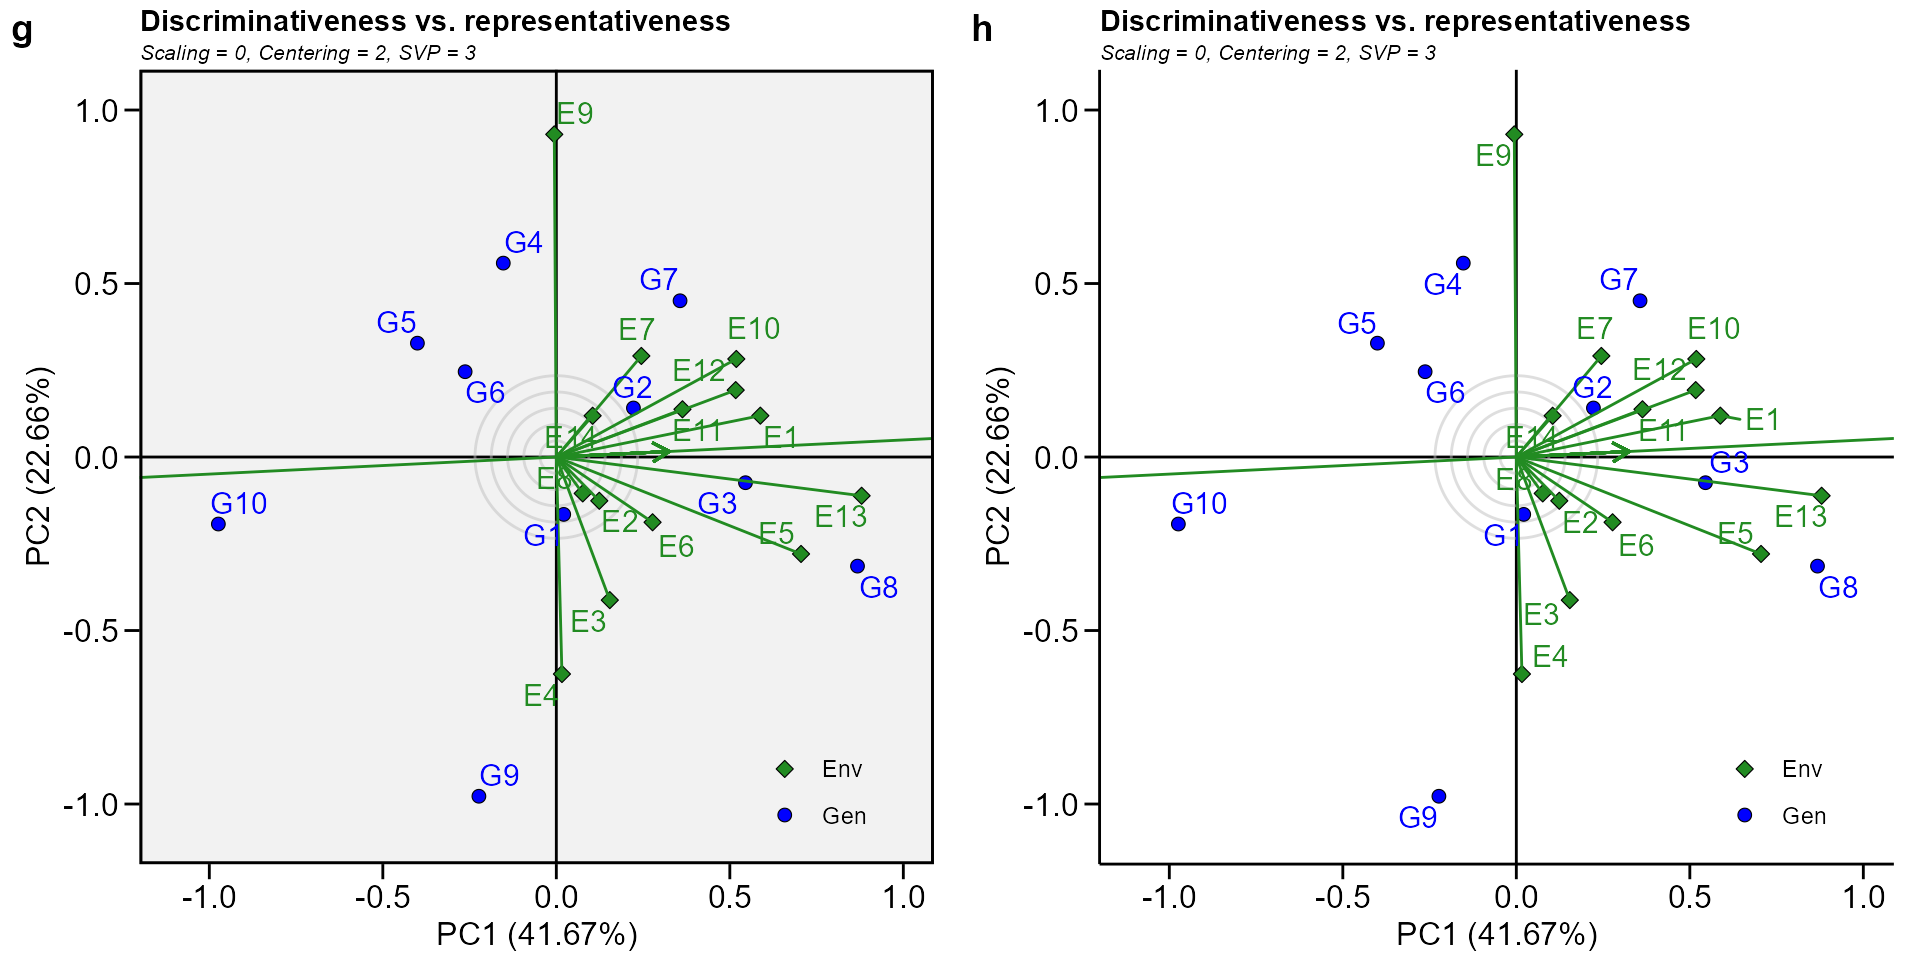 g
Discriminativeness vs. representativeness
Scaling = 0, Centering = 2, SVP = 3
1.0
0.5
0.0
-0.5
-1.0
PC2 (22.66%)
E9
G4
G7
G5
E7
E10
E12
G6
G2
E14
E11
E1
E8
G10
G3
E13
G1
E2
E6
E5
G8
E3
E4
G9
Env
Gen
-1.0
-0.5
0.0
0.5
1.0
PC1 (41.67%)
h
Discriminativeness vs. representativeness
Scaling = 0, Centering = 2, SVP = 3
1.0
0.5
0.0
-0.5
-1.0
PC2 (22.66%)
E9
G4
G7
G5
E7
E10
E12
G6
G2
E1
E14
E11
G3
E8
G10
E13
G1
E2
E6
E5
G8
E3
E4
G9
Env
Gen
-1.0
-0.5
0.0
0.5
1.0
PC1 (41.67%)